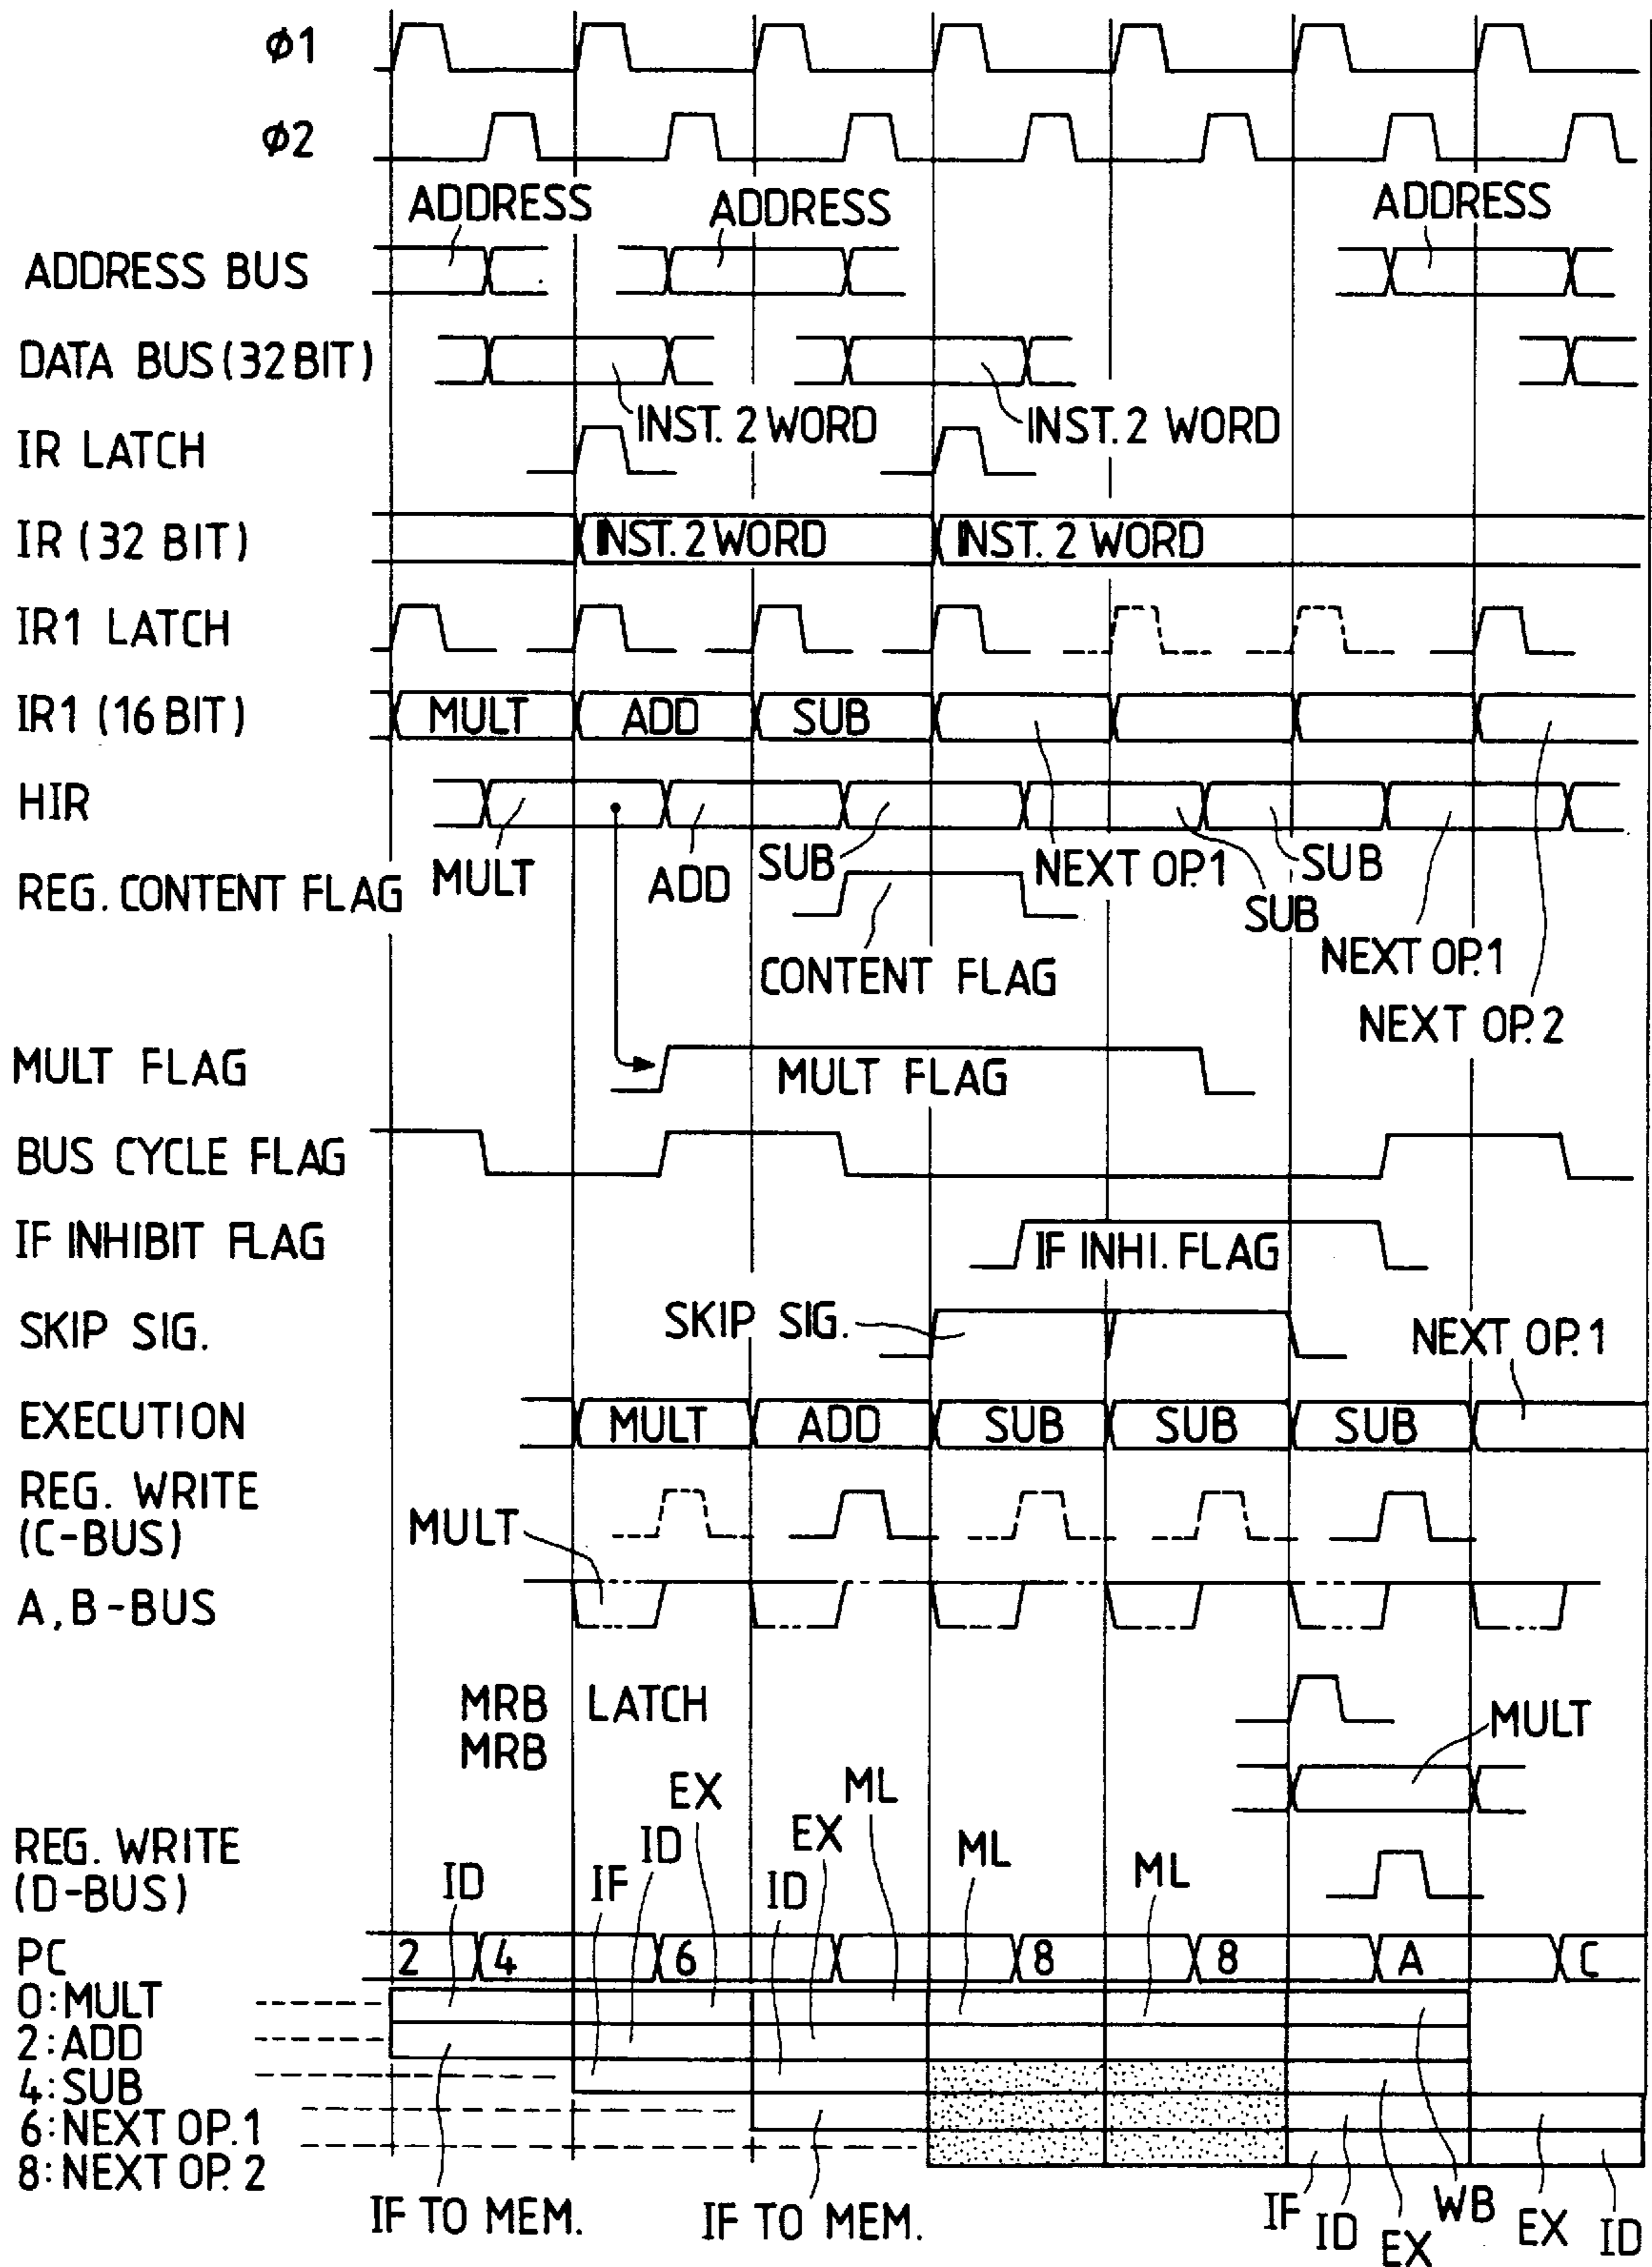 ø1
ø2
ADDRESS ADDRESS ADDRESS
ADDRESS BUS
DATA BUS (32 BIT)
INST. 2 WORD INST. 2 WORD
IR LATCH
IR (32 BIT) INST. 2 WORD INST. 2 WORD
IR1 LATCH
IR1 (16 BIT) MULT ADD SUB
HIR
MULT ADD SUB NEXT OP.1 SUB SUB
REG. CONTENT FLAG
CONTENT FLAG NEXT OP.1
NEXT OP. 2
MULT FLAG MULT FLAG
BUS CYCLE FLAG
IF INHIBIT FLAG IF INHI. FLAG
SKIP SIG. SKIP SIG. NEXT OP. 1
EXECUTION MULT ADD SUB SUB SUB
REG. WRITE
(C-BUS) MULT
A, B-BUS
MRB LATCH
MRB MULT
EX ML
REG. WRITE ID EX ML ML
(D-BUS) ID IF ID
PC 2 4 6 8 8 A C
0:MULT
2:ADD
4:SUB
6:NEXT OP.1
8:NEXT OP. 2
IF TO MEM. IF TO MEM. IF ID EX WB EX ID